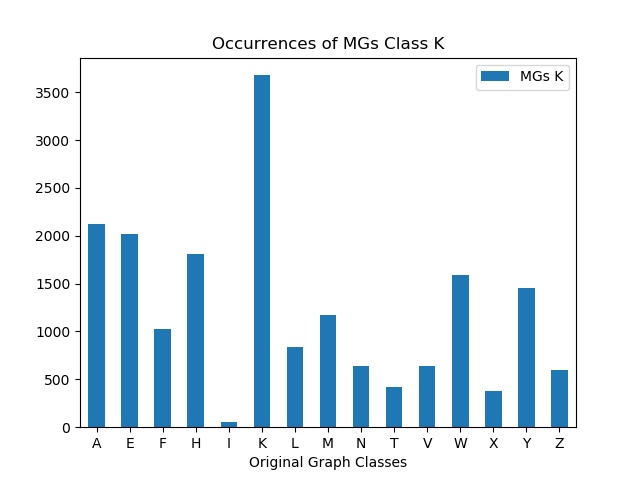 Occurrences of MGs Class K
MGs K
3500
3000
2500
2000
1500
1000
500
0
A E F H I K L M N T V W X Y Z
Original Graph Classes